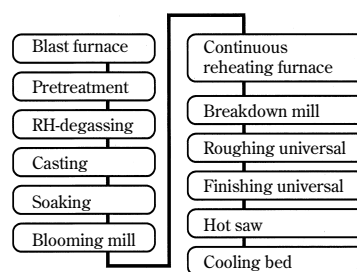 Blast furnace
Pretreatment
RH-degassing
Casting
Soaking
Blooming mill
Continuous
reheating furnace
Breakdown mill
Roughing universal
Finishing universal
Hot saw
Cooling bed